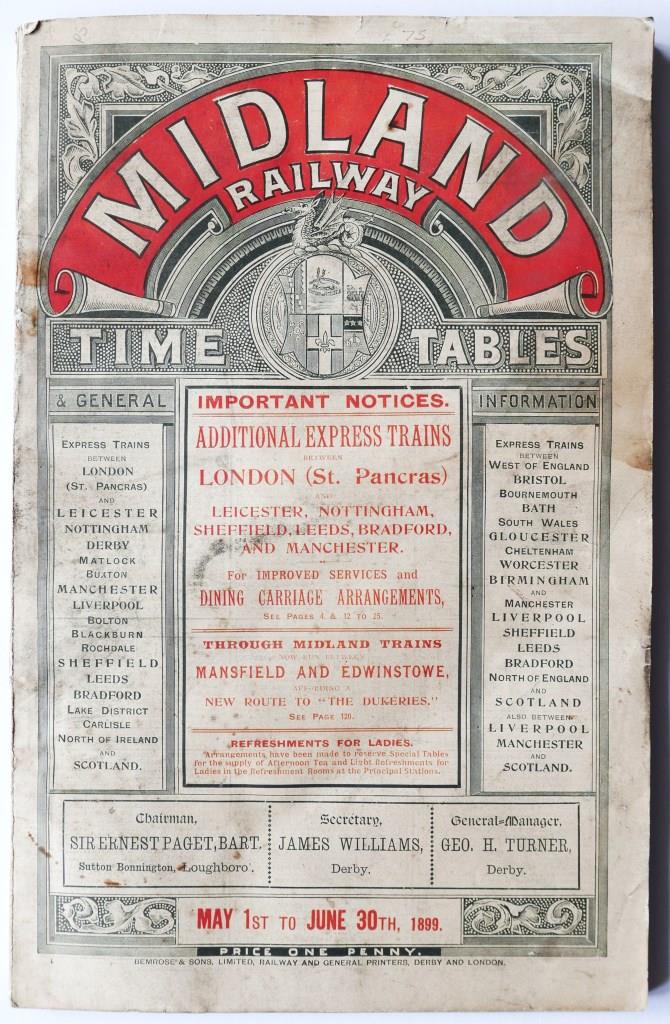 75
MIDLAND
RAILWAY
TIME TABLES
& GENERAL INFORMATION
EXPRESS TRAINS
BETWEEN
LONDON
(ST. PANCRAS)
AND
LEICESTER
NOTTINGHAM
DERBY
MATLOCK
BUXTON
MANCHESTER
LIVERPOOL
BOLTON
BLACKBURN
ROCHDALE
SHEFFIELD
LEEDS
BRADFORD
LAKE DISTRICT
CARLISLE
NORTH OF IRELAND
AND
SCOTLAND.
IMPORTANT NOTICES.
ADDITIONAL EXPRESS TRAINS
BETWEEN
LONDON (St. Pancras)
AND
LEICESTER, NOTTINGHAM,
SHEFFIELD, LEEDS, BRADFORD,
AND MANCHESTER.
For IMPROVED SERVICES and
DINING CARRIAGE ARRANGEMENTS,
SEE PAGES 4 & 12 TO 25.
THROUGH MIDLAND TRAINS
NOW RUN BETWEEN
MANSFIELD AND EDWINSTOWE,
AFFORDING A
NEW ROUTE TO "THE DUKERIES."
SEE PAGE 120.
REFRESHMENTS FOR LADIES.
Arrangements have been made to reserve Special Tables
for the supply of Afternoon Tea and Light Refreshments for
Ladies in the Refreshment Rooms at the Principal Stations.
EXPRESS TRAINS
BETWEEN
WEST OF ENGLAND
BRISTOL
BOURNEMOUTH
BATH
SOUTH WALES
GLOUCESTER
CHELTENHAM
WORCESTER
BIRMINGHAM
AND
MANCHESTER
LIVERPOOL
SHEFFIELD
LEEDS
BRADFORD
NORTH OF ENGLAND
AND
SCOTLAND
ALSO BETWEEN
LIVERPOOL
MANCHESTER
AND
SCOTLAND.
Chairman,
SIR ERNEST PAGET, BART.
Sutton Bonnington, Loughboro'.
Secretary,
JAMES WILLIAMS,
Derby.
General=Manager,
GEO. H. TURNER,
Derby.
MAY 1ST TO JUNE 30TH, 1899.
PRICE ONE PENNY.
BEMROSE & SONS, LIMITED, RAILWAY AND GENERAL PRINTERS, DERBY AND LONDON.